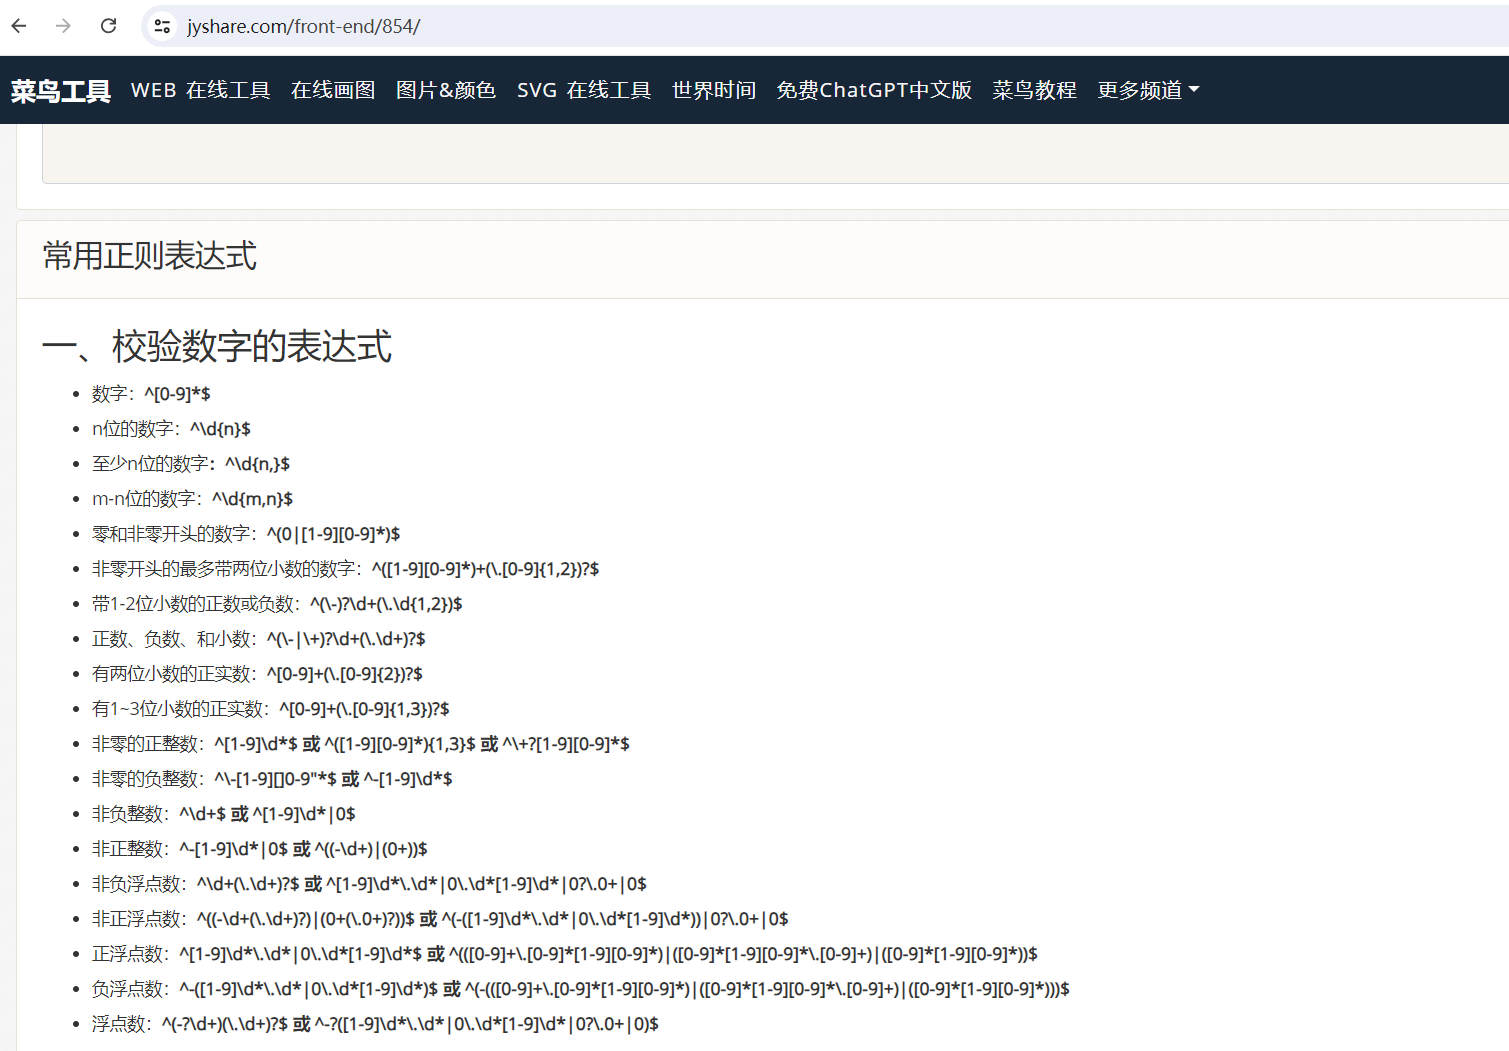 jyshare.com/front-end/854/
菜鸟工具 WEB 在线工具 在线画图 图片&颜色 SVG 在线工具 世界时间 免费ChatGPT中文版 菜鸟教程 更多频道
常用正则表达式
一、校验数字的表达式
数字：^[0-9]*$
n位的数字：^\d{n}$
至少n位的数字：^\d{n,}$
m-n位的数字：^\d{m,n}$
零和非零开头的数字：^(0|[1-9][0-9]*)$
非零开头的最多带两位小数的数字：^([1-9][0-9]*)+(\.[0-9]{1,2})?$
带1-2位小数的正数或负数：^(\-)?\d+(\.\d{1,2})$
正数、负数、和小数：^(\-|\+)?\d+(\.\d+)?$
有两位小数的正实数：^[0-9]+(\.[0-9]{2})?$
有1~3位小数的正实数：^[0-9]+(\.[0-9]{1,3})?$
非零的正整数：^[1-9]\d*$ 或 ^([1-9][0-9]*){1,3}$ 或 ^\+?[1-9][0-9]*$
非零的负整数：^\-[1-9][]0-9"*$ 或 ^-[1-9]\d*$
非负整数：^\d+$ 或 ^[1-9]\d*|0$
非正整数：^-[1-9]\d*|0$ 或 ^((-\d+)|(0+))$
非负浮点数：^\d+(\.\d+)?$ 或 ^[1-9]\d*\.\d*|0\.\d*[1-9]\d*|0?\.0+|0$
非正浮点数：^((-\d+(\.\d+)?)|(0+(\.0+)?))$ 或 ^(-([1-9]\d*\.\d*|0\.\d*[1-9]\d*))|0?\.0+|0$
正浮点数：^[1-9]\d*\.\d*|0\.\d*[1-9]\d*$ 或 ^(([0-9]+\.[0-9]*[1-9][0-9]*)|([0-9]*[1-9][0-9]*\.[0-9]+)|([0-9]*[1-9][0-9]*))$
负浮点数：^-([1-9]\d*\.\d*|0\.\d*[1-9]\d*)$ 或 ^(-(([0-9]+\.[0-9]*[1-9][0-9]*)|([0-9]*[1-9][0-9]*\.[0-9]+)|([0-9]*[1-9][0-9]*)))$
浮点数：^(-?\d+)(\.\d+)?$ 或 ^-?([1-9]\d*\.\d*|0\.\d*[1-9]\d*|0?\.0+|0)$